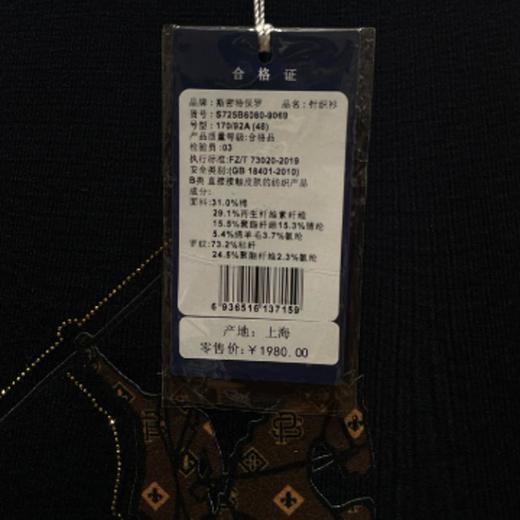 合格证
品牌:斯密特保罗 品名:针织衫
货号:S725B6060-9069
号型:170/92A(48)
产品质量等级:合格品
检验员:03
执行标准:FZ/T 73020-2019
安全类别:(GB 18401-2010)
B类 直接接触皮肤的纺织产品
成分:
面料:31.0%棉
29.1%再生纤维素纤维
15.5%聚酯纤维15.3%锦纶
5.4%绵羊毛3.7%氨纶
罗纹:73.2%粘纤
24.5%聚酯纤维2.3%氨纶
6 936516 137159
产地: 上海
零售价:¥1980.00